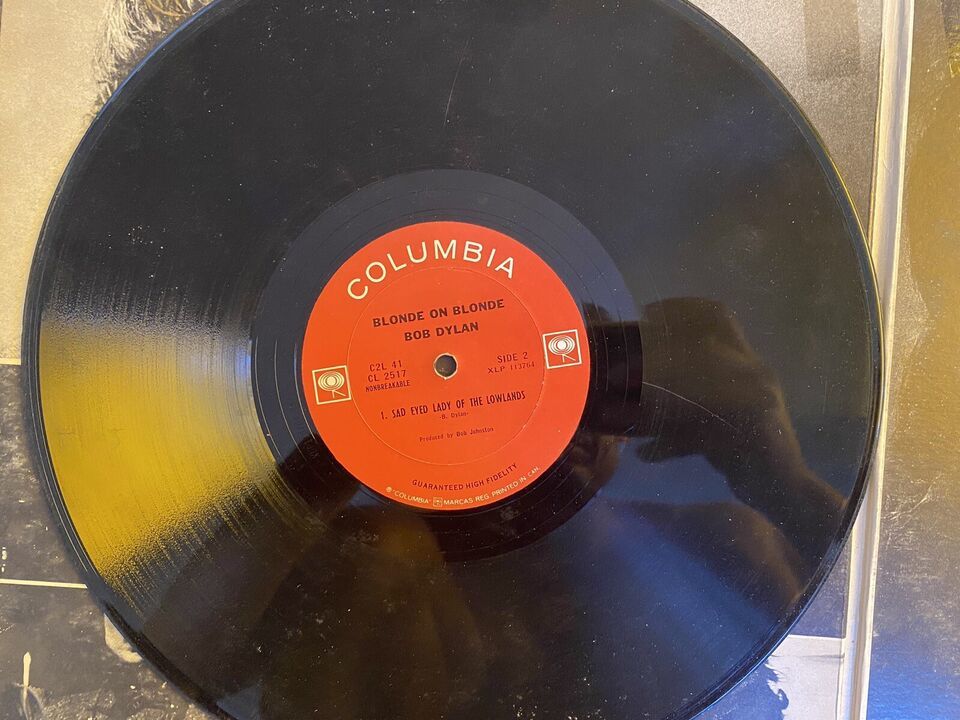 COLUMBIA
BLONDE ON BLONDE
BOB DYLAN
C2L 41
CL 2517
NONBREAKABLE
SIDE 2
XLP 113764
1. SAD EYED LADY OF THE LOWLANDS
-B. Dylan-
Produced by Bob Johnston
GUARANTEED HIGH FIDELITY
® "COLUMBIA" MARCAS REG. PRINTED IN CAN.